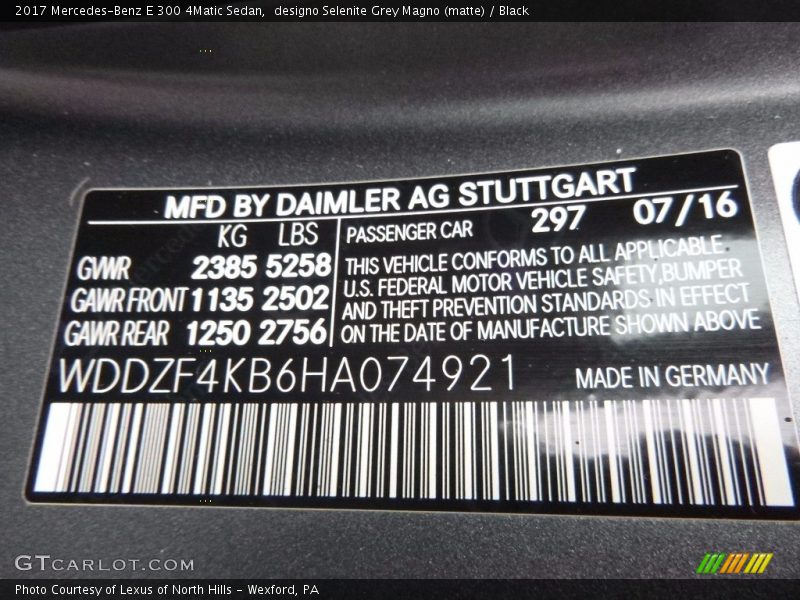 2017 Mercedes-Benz E 300 4Matic Sedan,  designo Selenite Grey Magno (matte) / Black
MFD BY DAIMLER AG STUTTGART
KG LBS
GVWR 2385 5258
GAWR FRONT 1135 2502
GAWR REAR 1250 2756
PASSENGER CAR 297 07/16
THIS VEHICLE CONFORMS TO ALL APPLICABLE
U.S. FEDERAL MOTOR VEHICLE SAFETY,BUMPER
AND THEFT PREVENTION STANDARDS IN EFFECT
ON THE DATE OF MANUFACTURE SHOWN ABOVE
WDDZF4KB6HA074921 MADE IN GERMANY
GTCARLOT.COM
Photo Courtesy of Lexus of North Hills - Wexford, PA